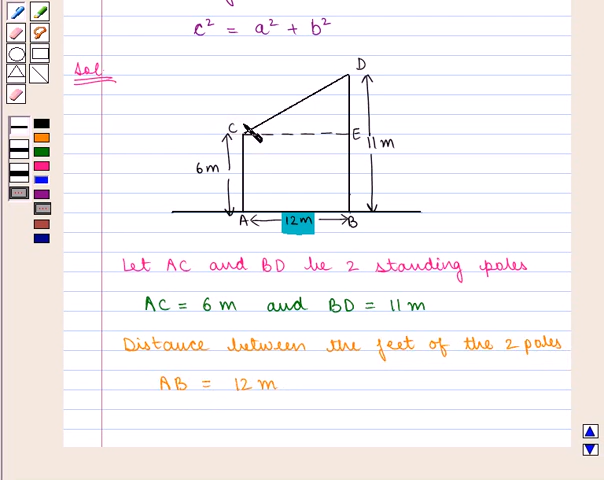 c² = a² + b²
Sol.
D
C
E
6 m
11 m
A
12 m
B
Let AC and BD be 2 standing poles
AC = 6 m and BD = 11 m
Distance between the feet of the 2 poles
AB = 12 m